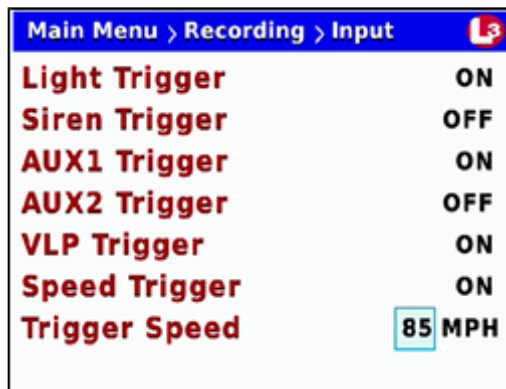 Main Menu > Recording > Input L3
Light Trigger ON
Siren Trigger OFF
AUX1 Trigger ON
AUX2 Trigger OFF
VLP Trigger ON
Speed Trigger ON
Trigger Speed 85 MPH